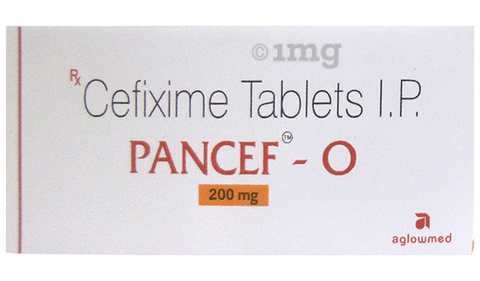 ©1mg
Rx Cefixime Tablets I.P.
PANCEF™ - O
200 mg
a
aglowmed